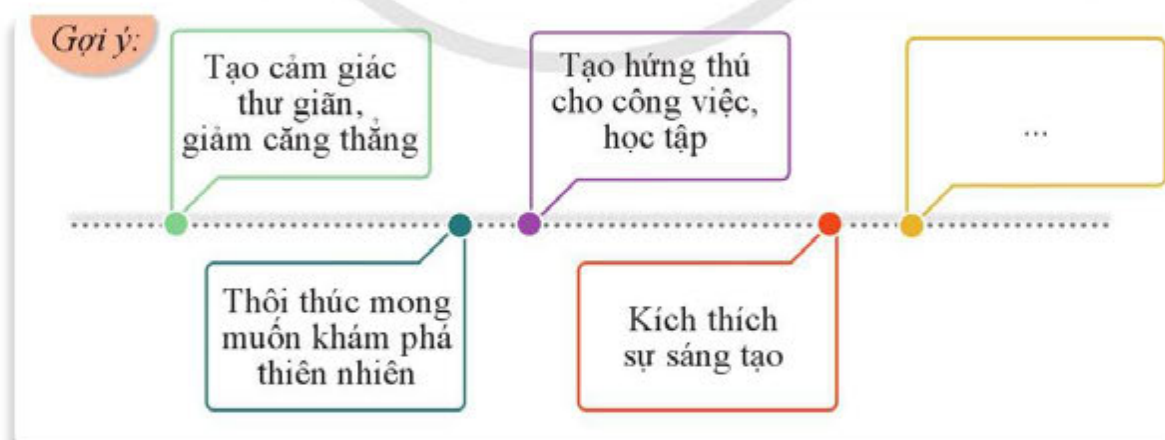 Gợi ý:
Tạo cảm giác
thư giãn,
giảm căng thẳng
Thôi thúc mong
muốn khám phá
thiên nhiên
Tạo hứng thú
cho công việc,
học tập
Kích thích
sự sáng tạo
...